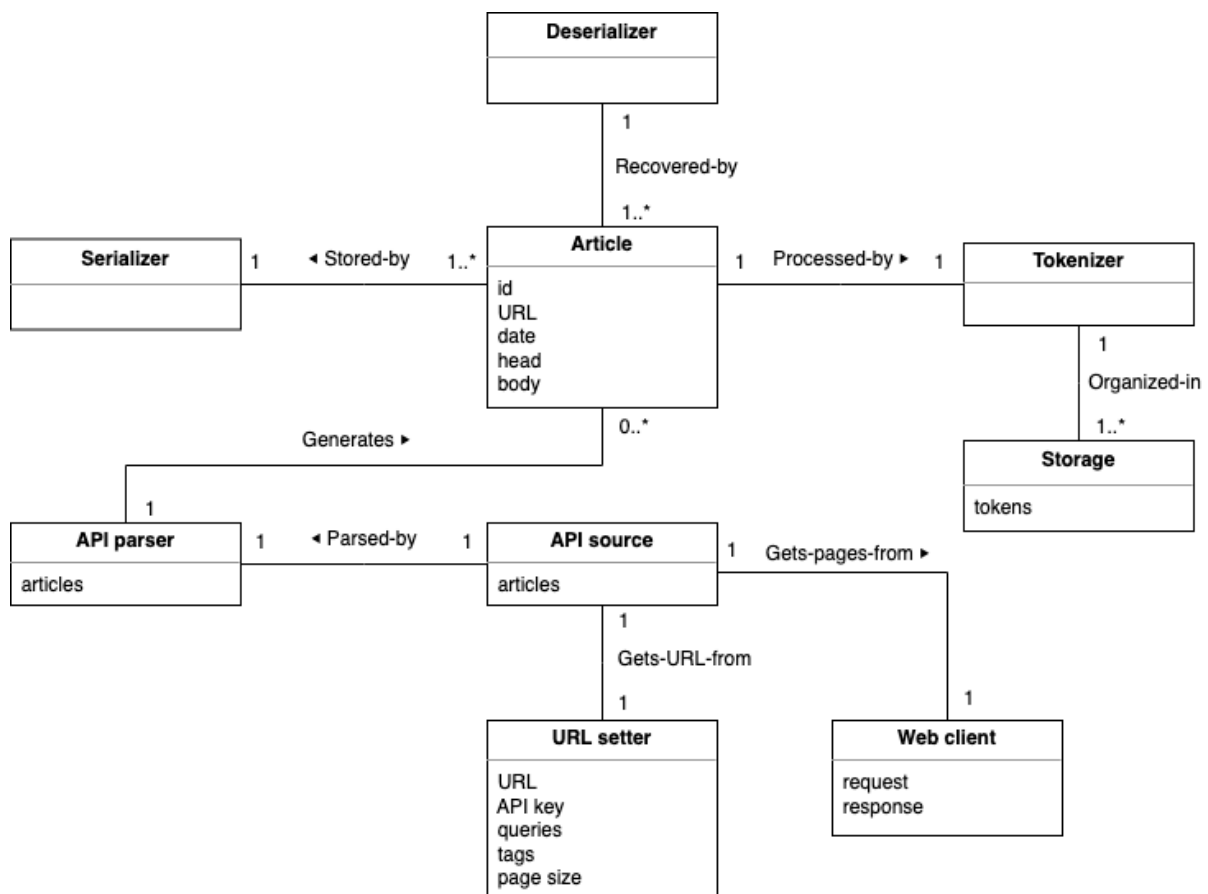 Deserializer
1
Recovered-by
1..*
Serializer
1
◂ Stored-by
1..*
Article
id
URL
date
head
body
1
Processed-by ▸
1
Tokenizer
1
Organized-in
1..*
Storage
tokens
0..*
Generates ▸
1
API parser
articles
1
◂ Parsed-by
1
API source
articles
1
Gets-pages-from ▸
1
Gets-URL-from
1
1
URL setter
URL
API key
queries
tags
page size
Web client
request
response